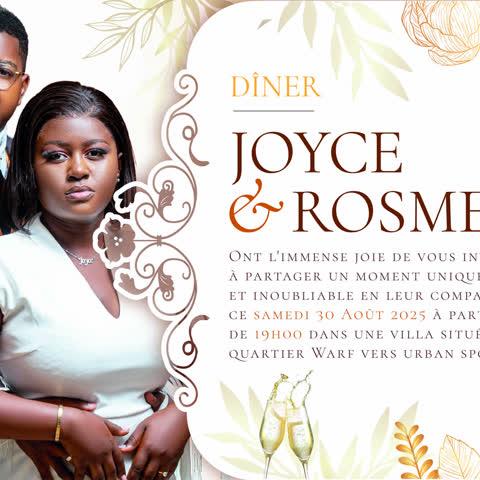 DÎNER
JOYCE
& ROSME
ONT L'IMMENSE JOIE DE VOUS IN
À PARTAGER UN MOMENT UNIQUE
ET INOUBLIABLE EN LEUR COMPA
CE SAMEDI 30 AOÛT 2025 À PART
DE 19H00 DANS UNE VILLA SITUÉ
QUARTIER WARF VERS URBAN SPO
Joyce